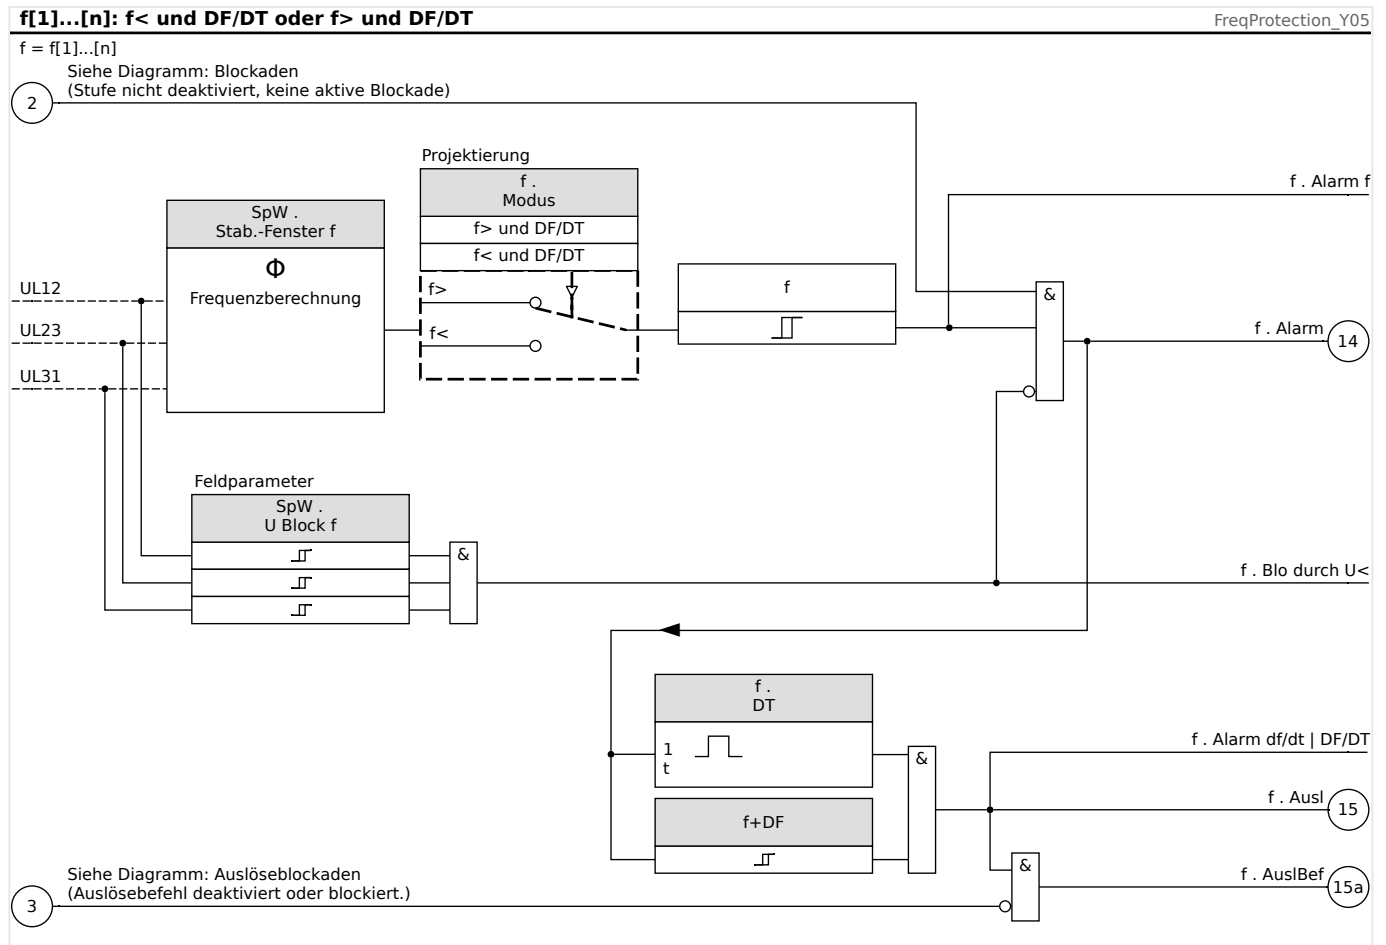 f[1]...[n]: f< und DF/DT oder f> und DF/DT
FreqProtection_Y05
f = f[1]...[n]
Siehe Diagramm: Blockaden
(Stufe nicht deaktiviert, keine aktive Blockade)
2
Projektierung
f .
Modus
f> und DF/DT
f< und DF/DT
f>
f<
SpW .
Stab.-Fenster f
Φ
Frequenzberechnung
UL12
UL23
UL31
f
&
f . Alarm f
f . Alarm
14
Feldparameter
SpW .
U Block f
&
f . Blo durch U<
f .
DT
1
t
&
f+DF
f . Alarm df/dt | DF/DT
f . Ausl
15
&
f . AuslBef
15a
Siehe Diagramm: Auslöseblockaden
(Auslösebefehl deaktiviert oder blockiert.)
3